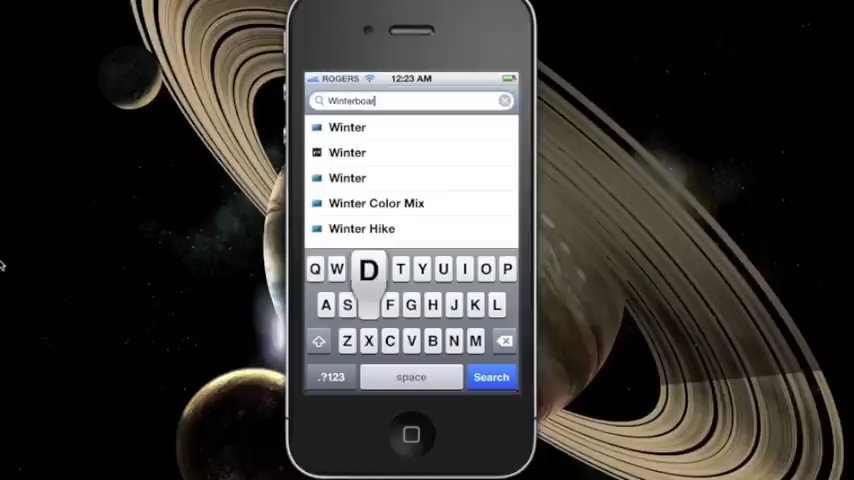 ROGERS 12:23 AM
Winterboar
Winter
Winter
Winter
Winter Color Mix
Winter Hike
Q W D T Y U I O P
A S F G H J K L
Z X C V B N M
.?123 space Search